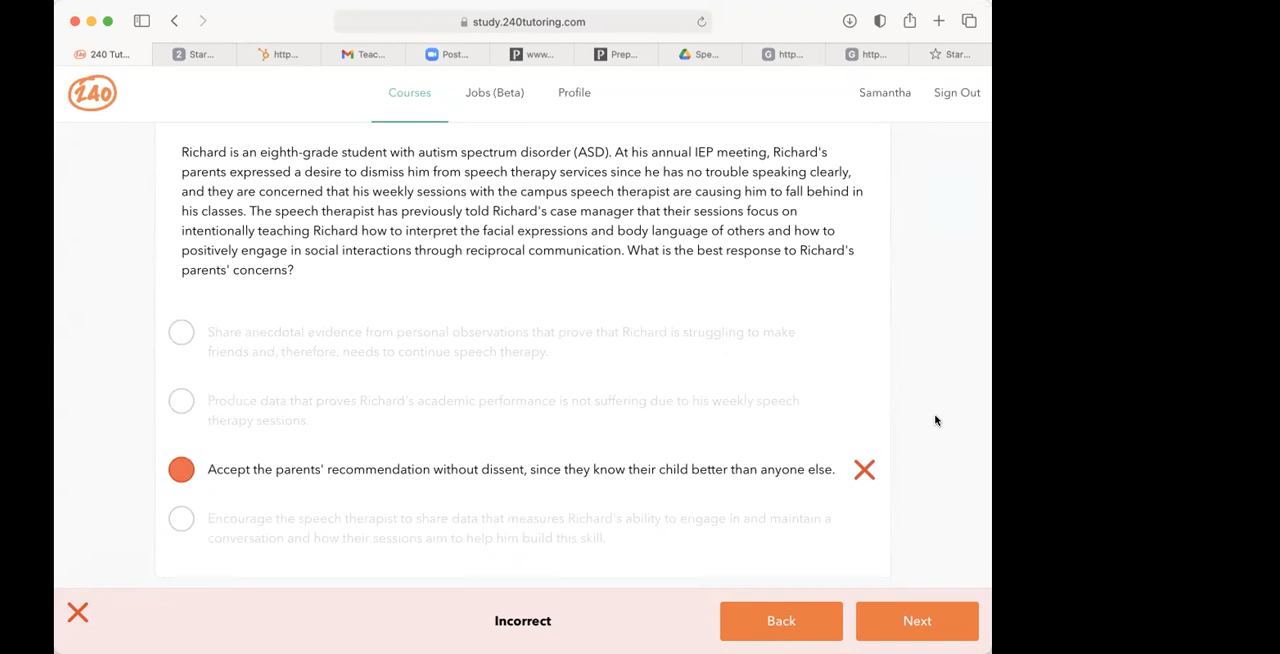 study.240tutoring.com
240 Tut...
2 Star...
http...
Teac...
Post...
P www...
P Prep...
Spe...
G http...
G http...
Star...
240
Courses
Jobs (Beta)
Profile
Samantha
Sign Out
Richard is an eighth-grade student with autism spectrum disorder (ASD). At his annual IEP meeting, Richard's
parents expressed a desire to dismiss him from speech therapy services since he has no trouble speaking clearly,
and they are concerned that his weekly sessions with the campus speech therapist are causing him to fall behind in
his classes. The speech therapist has previously told Richard's case manager that their sessions focus on
intentionally teaching Richard how to interpret the facial expressions and body language of others and how to
positively engage in social interactions through reciprocal communication. What is the best response to Richard's
parents' concerns?
Share anecdotal evidence from personal observations that prove that Richard is struggling to make
friends and, therefore, needs to continue speech therapy.
Produce data that proves Richard's academic performance is not suffering due to his weekly speech
therapy sessions.
Accept the parents' recommendation without dissent, since they know their child better than anyone else.
Encourage the speech therapist to share data that measures Richard's ability to engage in and maintain a
conversation and how their sessions aim to help him build this skill.
Incorrect
Back
Next